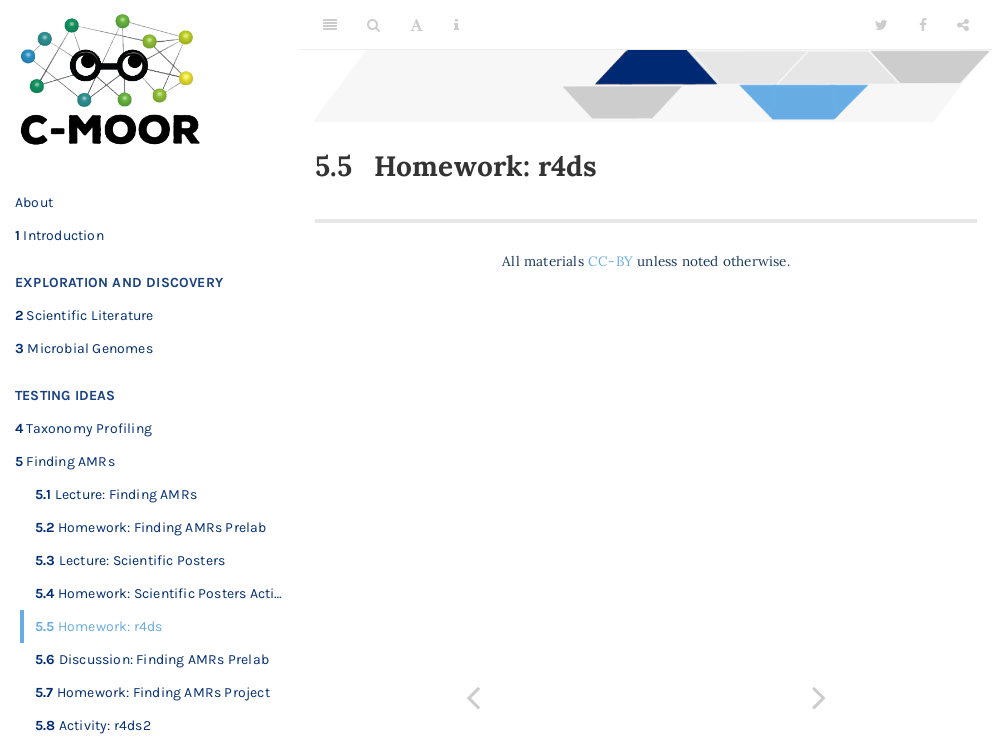 C-MOOR
About
1 Introduction
EXPLORATION AND DISCOVERY
2 Scientific Literature
3 Microbial Genomes
TESTING IDEAS
4 Taxonomy Profiling
5 Finding AMRs
5.1 Lecture: Finding AMRs
5.2 Homework: Finding AMRs Prelab
5.3 Lecture: Scientific Posters
5.4 Homework: Scientific Posters Acti...
5.5 Homework: r4ds
5.6 Discussion: Finding AMRs Prelab
5.7 Homework: Finding AMRs Project
5.8 Activity: r4ds2
A
5.5 Homework: r4ds
All materials CC-BY unless noted otherwise.